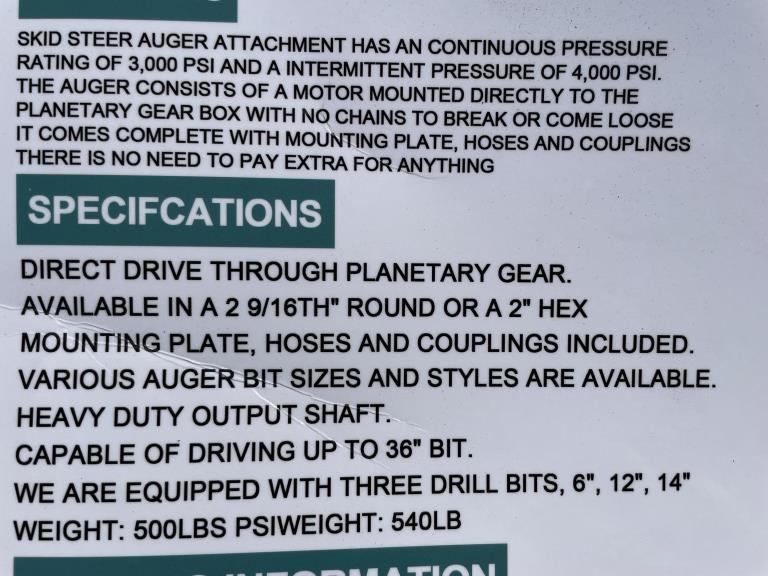 SKID STEER AUGER ATTACHMENT HAS AN CONTINUOUS PRESSURE
RATING OF 3,000 PSI AND A INTERMITTENT PRESSURE OF 4,000 PSI.
THE AUGER CONSISTS OF A MOTOR MOUNTED DIRECTLY TO THE
PLANETARY GEAR BOX WITH NO CHAINS TO BREAK OR COME LOOSE
IT COMES COMPLETE WITH MOUNTING PLATE, HOSES AND COUPLINGS
THERE IS NO NEED TO PAY EXTRA FOR ANYTHING
SPECIFCATIONS
DIRECT DRIVE THROUGH PLANETARY GEAR.
AVAILABLE IN A 2 9/16TH" ROUND OR A 2" HEX
MOUNTING PLATE, HOSES AND COUPLINGS INCLUDED.
VARIOUS AUGER BIT SIZES AND STYLES ARE AVAILABLE.
HEAVY DUTY OUTPUT SHAFT.
CAPABLE OF DRIVING UP TO 36" BIT.
WE ARE EQUIPPED WITH THREE DRILL BITS, 6", 12", 14"
WEIGHT: 500LBS PSIWEIGHT: 540LB
INFORMATION